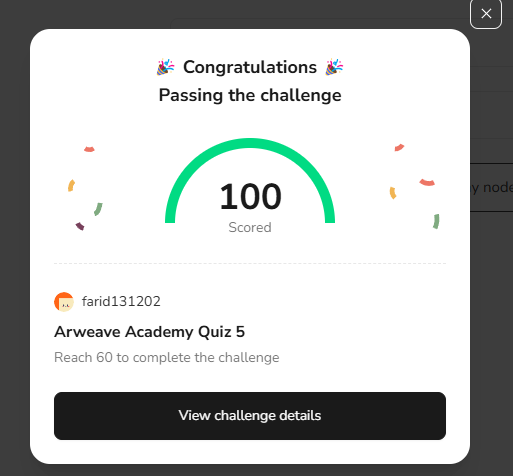 🎉 Congratulations 🎉
Passing the challenge
100
Scored
farid131202
Arweave Academy Quiz 5
Reach 60 to complete the challenge
View challenge details